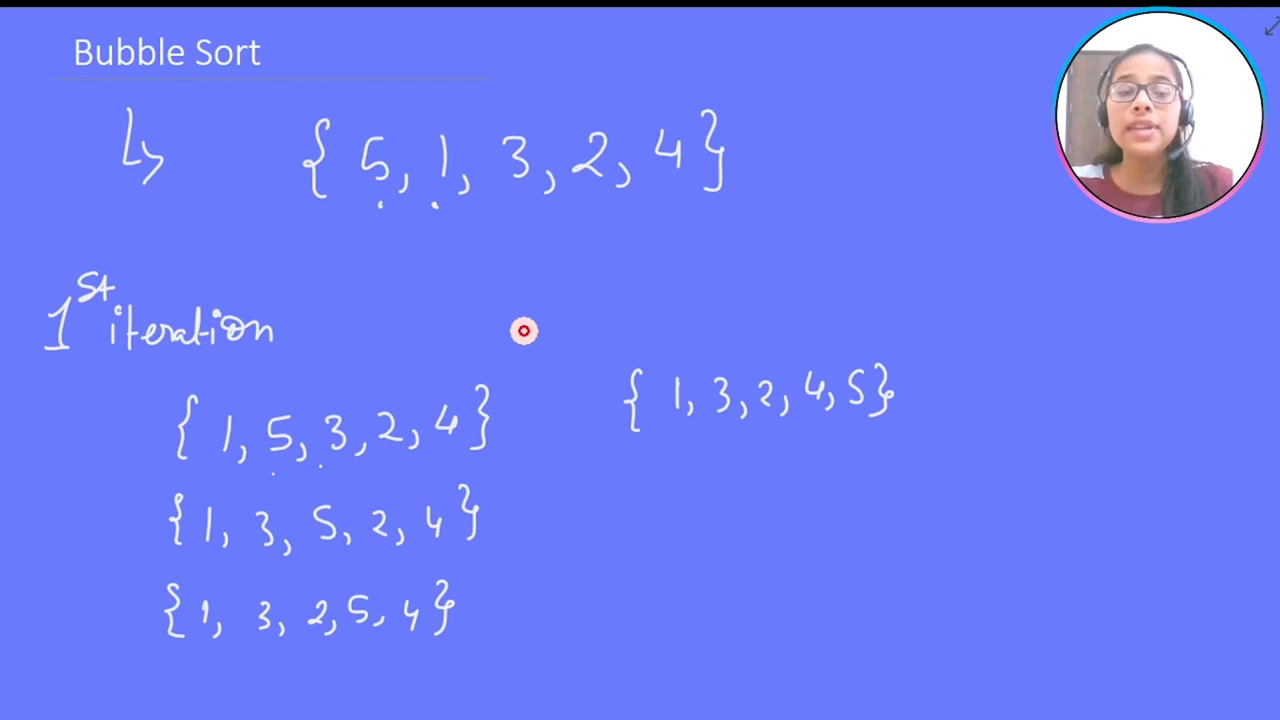 Bubble Sort
↳ { 5, 1, 3, 2, 4 }
1st iteration
{ 1, 5, 3, 2, 4 }
{ 1, 3, 5, 2, 4 }
{ 1, 3, 2, 5, 4 }
{ 1, 3, 2, 4, 5 }